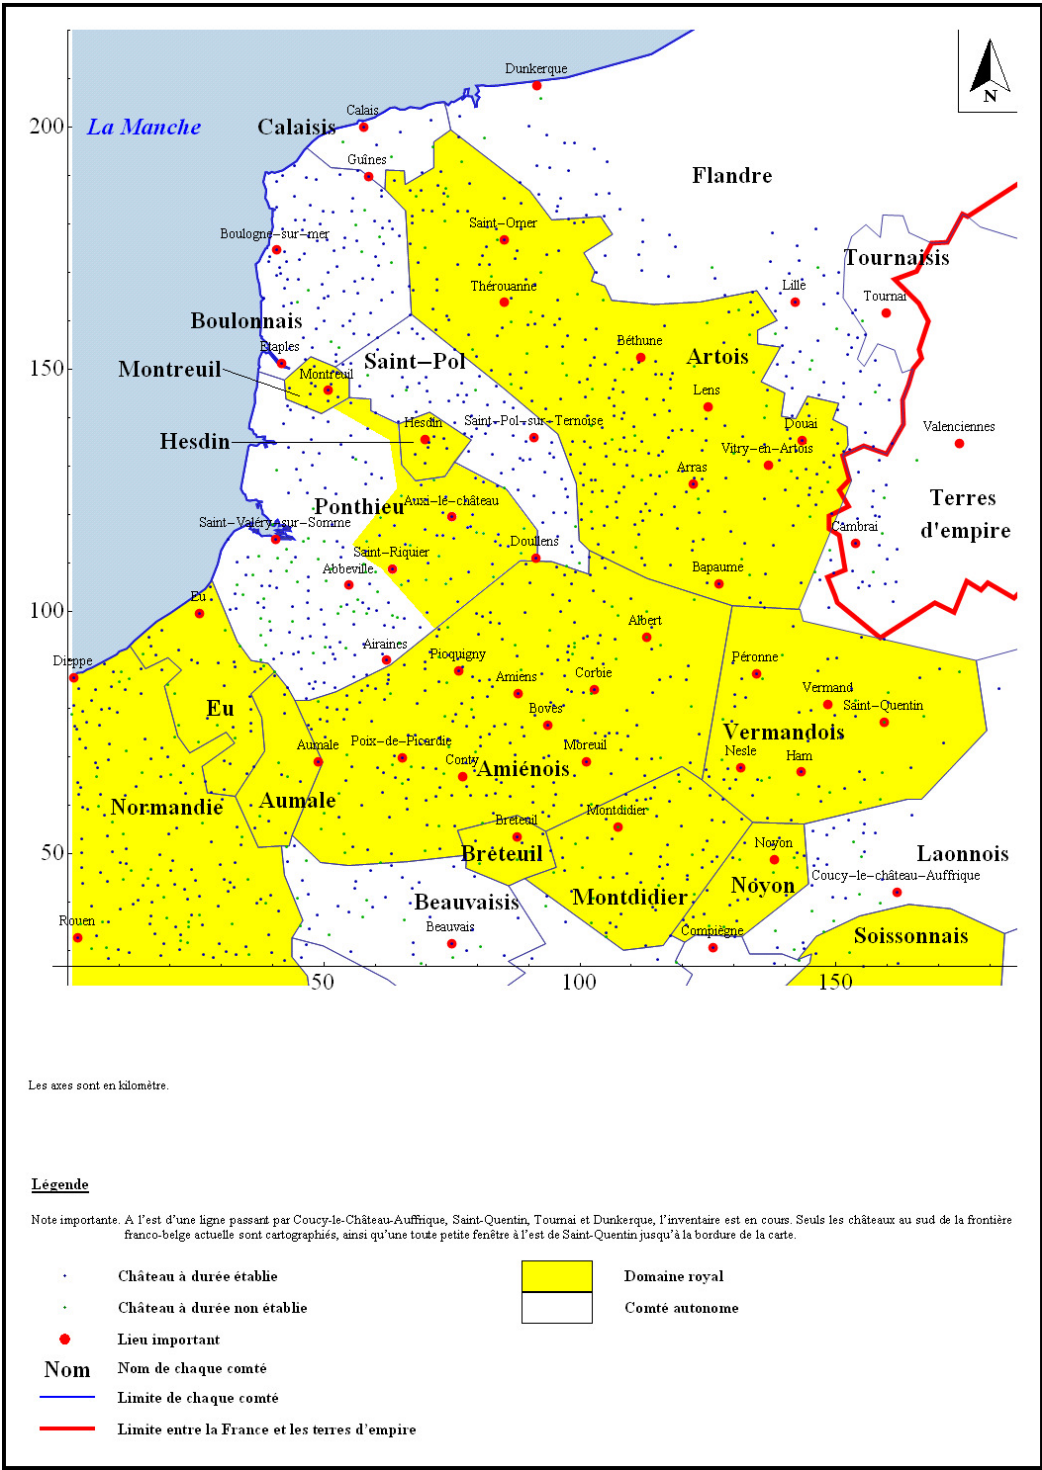 Dunkerque
Calais
200
La Manche
Calaisis
Guînes
N
Flandre
Saint-Omer
Boulogne-sur-mer
Tournaisis
Thérouanne
Lille
Tournai
Boulonnais
Etaples
Béthune
Artois
150
Montreuil
Saint-Pol
Montreuil
Lens
Hesdin
Saint-Pol-sur-Ternoise
Douai
Valenciennes
Hesdin
Vitry-en-Artois
Arras
Terres
d'empire
Ponthieu
Auxi-le-château
Saint-Valéry-sur-Somme
Cambrai
Doullens
Saint-Riquier
Abbeville
Bapaume
100
Eu
Albert
Airaines
Picquigny
Dieppe
Péronne
Amiens
Corbie
Vermand
Saint-Quentin
Eu
Boves
Vermandois
Aumale
Poix-de-Picardie
Moreuil
Nesle
Ham
Conty
Amiénois
Normandie
Aumale
Montdidier
Breteuil
50
Breteuil
Noyon
Laonnois
Coucy-le-château-Auffrique
Noyon
Montdidier
Beauvaisis
Rouen
Beauvais
Compiègne
Soissonnais
50
100
150
Les axes sont en kilomètre.
Légende
Note importante. A l'est d'une ligne passant par Coucy-le-Château-Auffrique, Saint-Quentin, Tournai et Dunkerque, l'inventaire est en cours. Seuls les châteaux au sud de la frontière
franco-belge actuelle sont cartographiés, ainsi qu'une toute petite fenêtre à l'est de Saint-Quentin jusqu'à la bordure de la carte.
Château à durée établie
Domaine royal
Château à durée non établie
Comté autonome
Lieu important
Nom
Nom de chaque comté
Limite de chaque comté
Limite entre la France et les terres d'empire